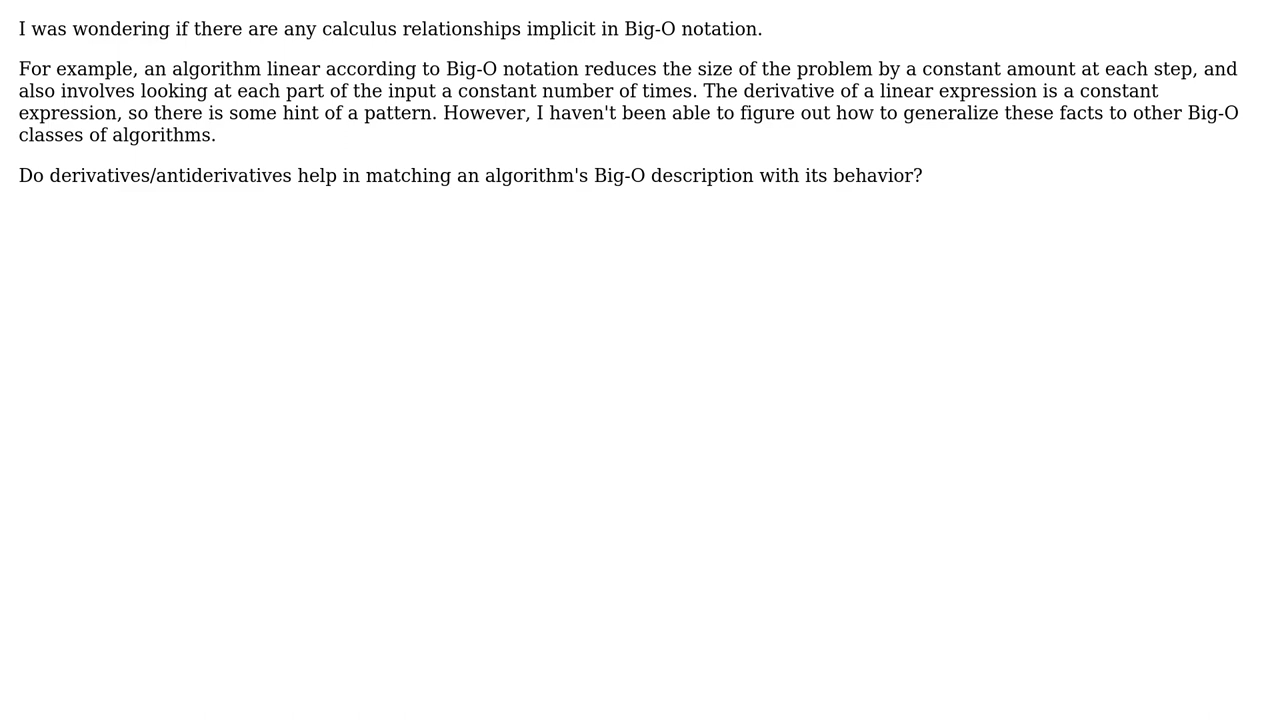 I was wondering if there are any calculus relationships implicit in Big-O notation.
For example, an algorithm linear according to Big-O notation reduces the size of the problem by a constant amount at each step, and
also involves looking at each part of the input a constant number of times. The derivative of a linear expression is a constant
expression, so there is some hint of a pattern. However, I haven't been able to figure out how to generalize these facts to other Big-O
classes of algorithms.
Do derivatives/antiderivatives help in matching an algorithm's Big-O description with its behavior?